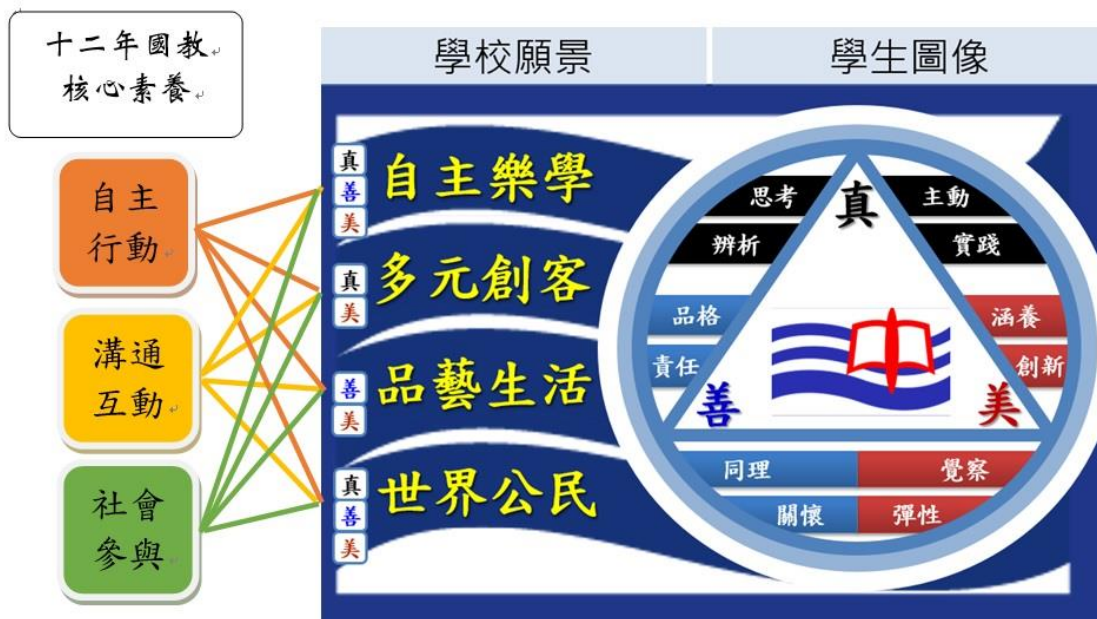 十二年國教
核心素養
自主
行動
溝通
互動
社會
參與
學校願景
學生圖像
真
善
美
自主樂學
真
美
多元創客
善
美
品藝生活
真
善
美
世界公民
真
善
美
思考
辨析
主動
實踐
品格
責任
涵養
創新
同理
關懷
覺察
彈性